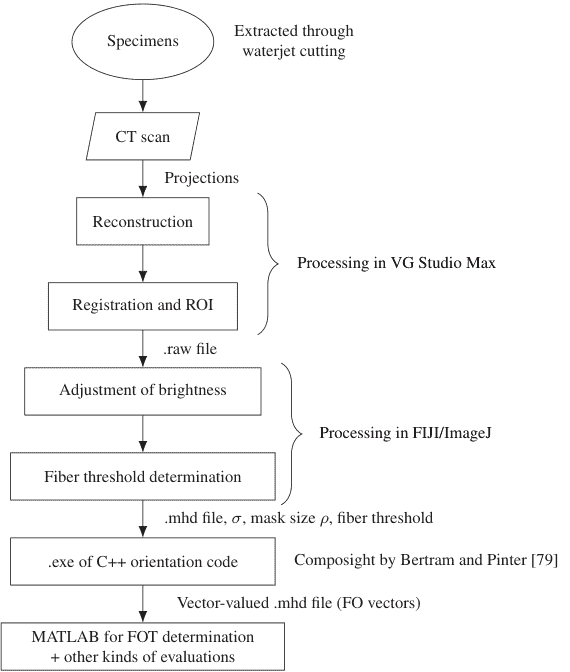 Specimens
Extracted through
waterjet cutting
CT scan
Projections
Reconstruction
Processing in VG Studio Max
Registration and ROI
.raw file
Adjustment of brightness
Processing in FIJI/ImageJ
Fiber threshold determination
.mhd file, σ, mask size ρ, fiber threshold
.exe of C++ orientation code
Composight by Bertram and Pinter [79]
Vector-valued .mhd file (FO vectors)
MATLAB for FOT determination
+ other kinds of evaluations